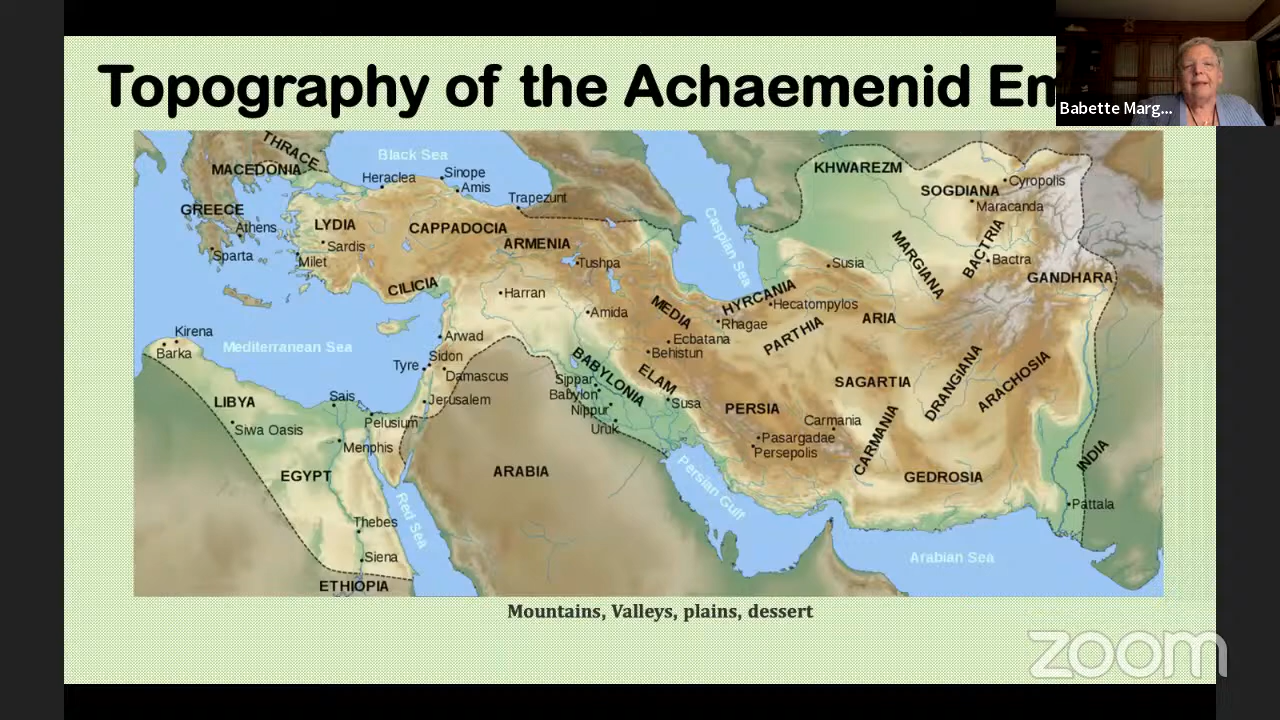 Topography of the Achaemenid Em
Babette Marg...
THRACE
Black Sea
MACEDONIA
Heraclea
Sinope
Amis
Trapezunt
KHWAREZM
SOGDIANA
Cyropolis
Maracanda
GREECE
Athens
Sparta
LYDIA
Sardis
Milet
CAPPADOCIA
ARMENIA
Tushpa
Caspian Sea
MARGIANA
BACTRIA
Bactra
GANDHARA
Susia
CILICIA
Harran
Amida
MEDIA
HYRCANIA
Hecatompylos
Rhagae
PARTHIA
ARIA
Ecbatana
Behistun
Kirena
Barka
Mediterranean Sea
Arwad
Sidon
Tyre
Damascus
Jerusalem
BABYLONIA
Sippar
Babylon
Nippur
Uruk
ELAM
Susa
PERSIA
SAGARTIA
DRANGIANA
ARACHOSIA
Carmania
Pasargadae
Persepolis
CARMANIA
GEDROSIA
INDIA
Pattala
LIBYA
Siwa Oasis
Sais
Pelusium
Memphis
EGYPT
ARABIA
Red Sea
Persian Gulf
Thebes
Siena
ETHIOPIA
Arabian Sea
Mountains, Valleys, plains, dessert
zoom